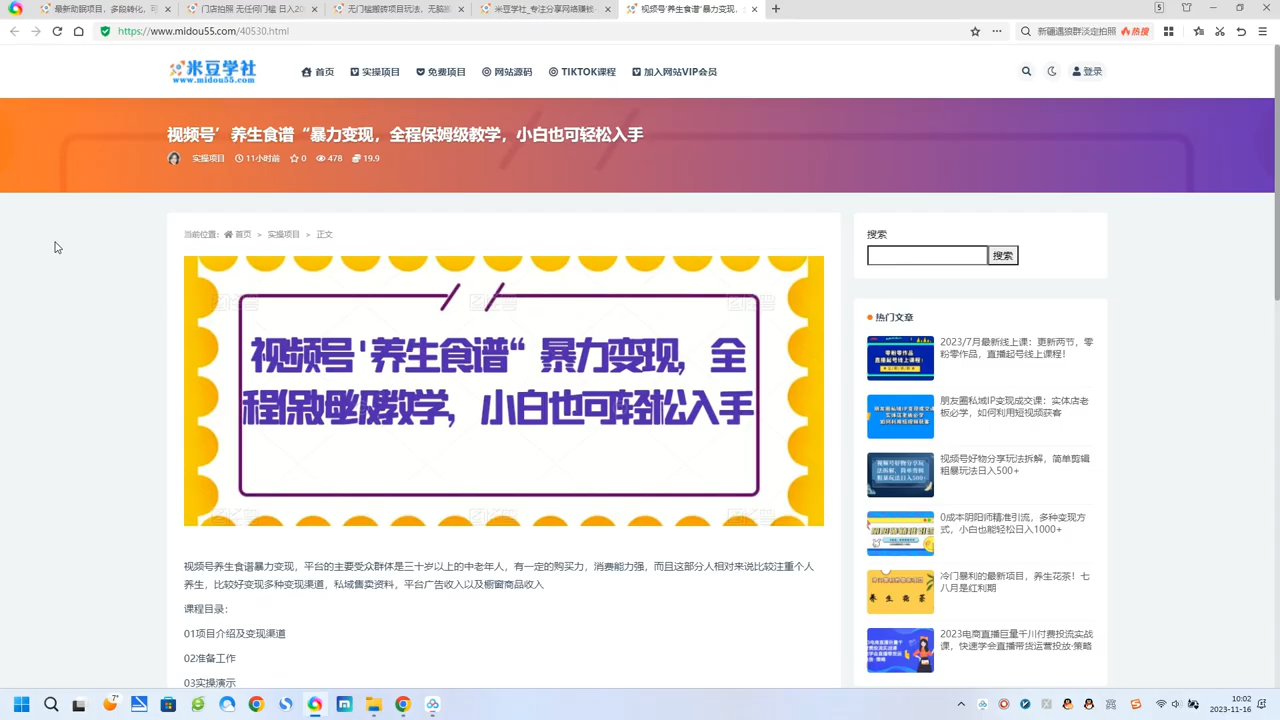 最新助眠项目，多段转化，可
门店拍照 无任何门槛 日入20
无门槛搬砖项目玩法，无脑
米豆学社_专注分享网络赚钱
视频号'养生食谱“暴力变现，全
https://www.midou55.com/40530.html
新疆遇狼群淡定拍照 热搜
米豆学社
www.midou55.com
首页 实操项目 免费项目 网站源码 TIKTOK课程 加入网站VIP会员 登录
视频号’养生食谱“暴力变现，全程保姆级教学，小白也可轻松入手
实操项目 11小时前 0 478 19.9
当前位置： 首页 > 实操项目 > 正文
视频号'养生食谱“暴力变现，全
程保姆级教学，小白也可轻松入手
视频号养生食谱暴力变现，平台的主要受众群体是三十岁以上的中老年人，有一定的购买力，消费能力强，而且这部分人相对来说比较注重个人
养生，比较好变现多种变现渠道，私域售卖资料，平台广告收入以及橱窗商品收入
课程目录：
01项目介绍及变现渠道
02准备工作
03实操演示
搜索
搜索
热门文章
2023/7月最新线上课：更新两节，零
粉零作品，直播起号线上课程！
朋友圈私域IP变现成交课：实体店老
板必学，如何利用短视频获客
视频号好物分享玩法拆解，简单剪辑
粗暴玩法日入500+
0成本阴阳师精准引流，多种变现方
式，小白也能轻松日入1000+
冷门暴利的最新项目，养生花茶！七
八月是红利期
养生花茶
2023电商直播巨量千川付费投流实战
课，快速学会直播带货运营投放-策略
7°
10:02
2023-11-16